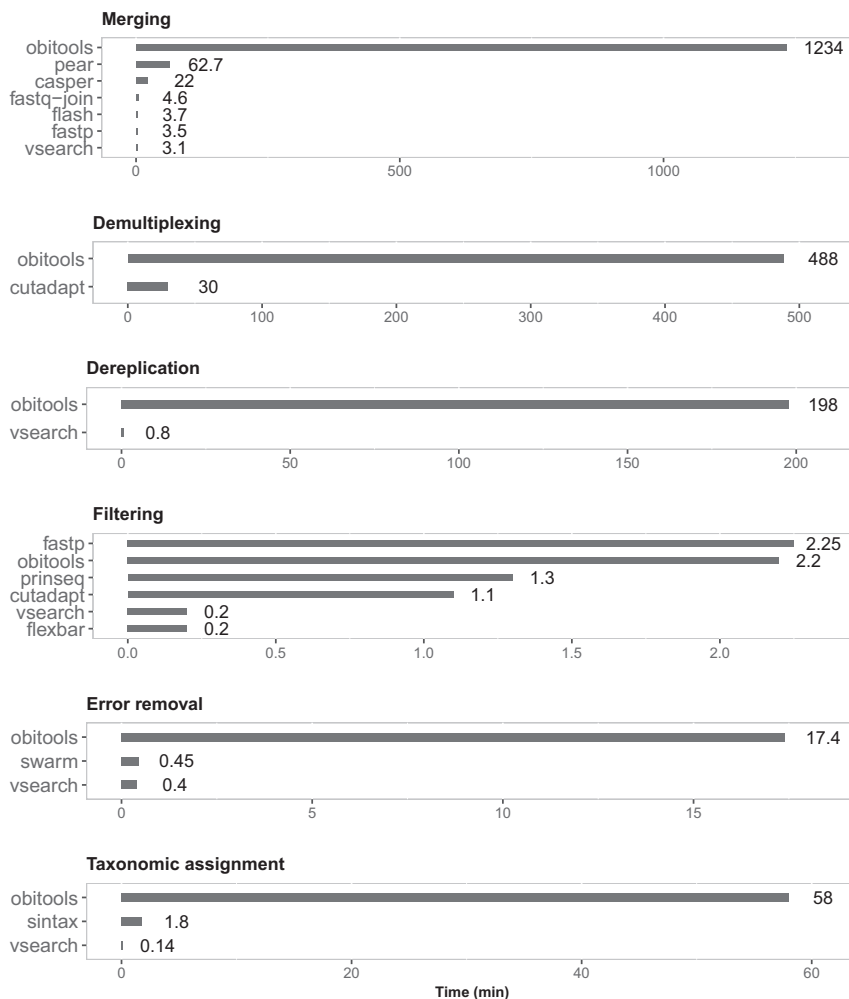 Merging
obitools 1234
pear 62.7
casper 22
fastq−join 4.6
flash 3.7
fastp 3.5
vsearch 3.1
0 500 1000
Demultiplexing
obitools 488
cutadapt 30
0 100 200 300 400 500
Dereplication
obitools 198
vsearch 0.8
0 50 100 150 200
Filtering
fastp 2.25
obitools 2.2
prinseq 1.3
cutadapt 1.1
vsearch 0.2
flexbar 0.2
0.0 0.5 1.0 1.5 2.0
Error removal
obitools 17.4
swarm 0.45
vsearch 0.4
0 5 10 15
Taxonomic assignment
obitools 58
sintax 1.8
vsearch 0.14
0 20 40 60
Time (min)